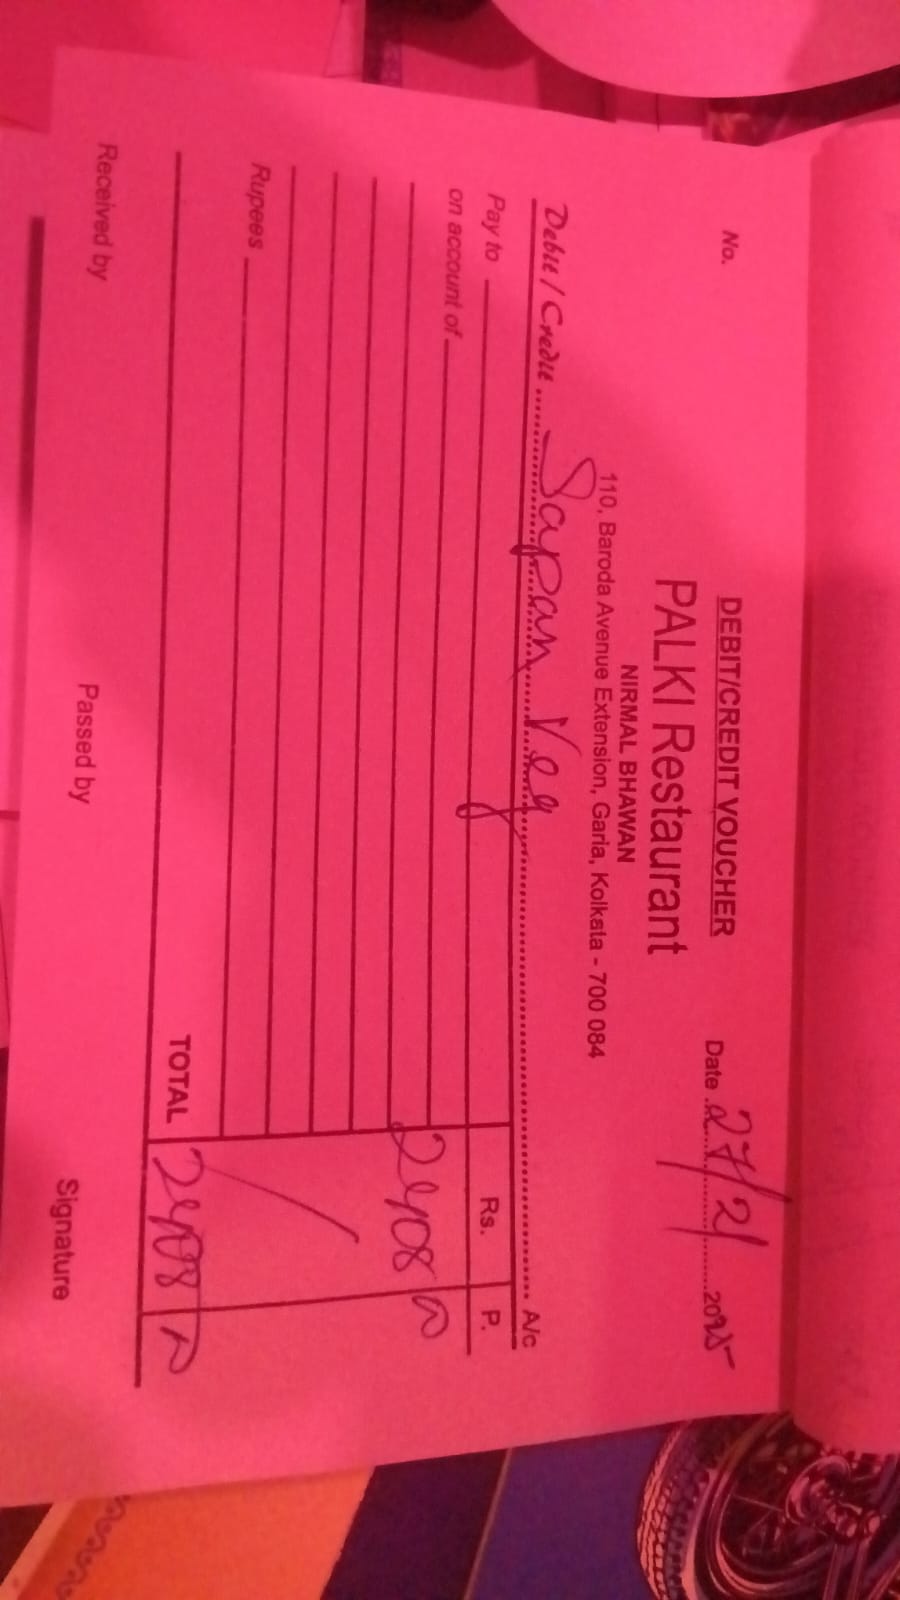 DEBIT/CREDIT VOUCHER
No.
Date 27/2/ 2025
PALKI Restaurant
NIRMAL BHAWAN
110, Baroda Avenue Extension, Garia, Kolkata - 700 084
Debit / Credit Sapan Veg A/c
Pay to
Rs. P.
on account of
2408
Rupees
TOTAL 2408
Received by Passed by Signature